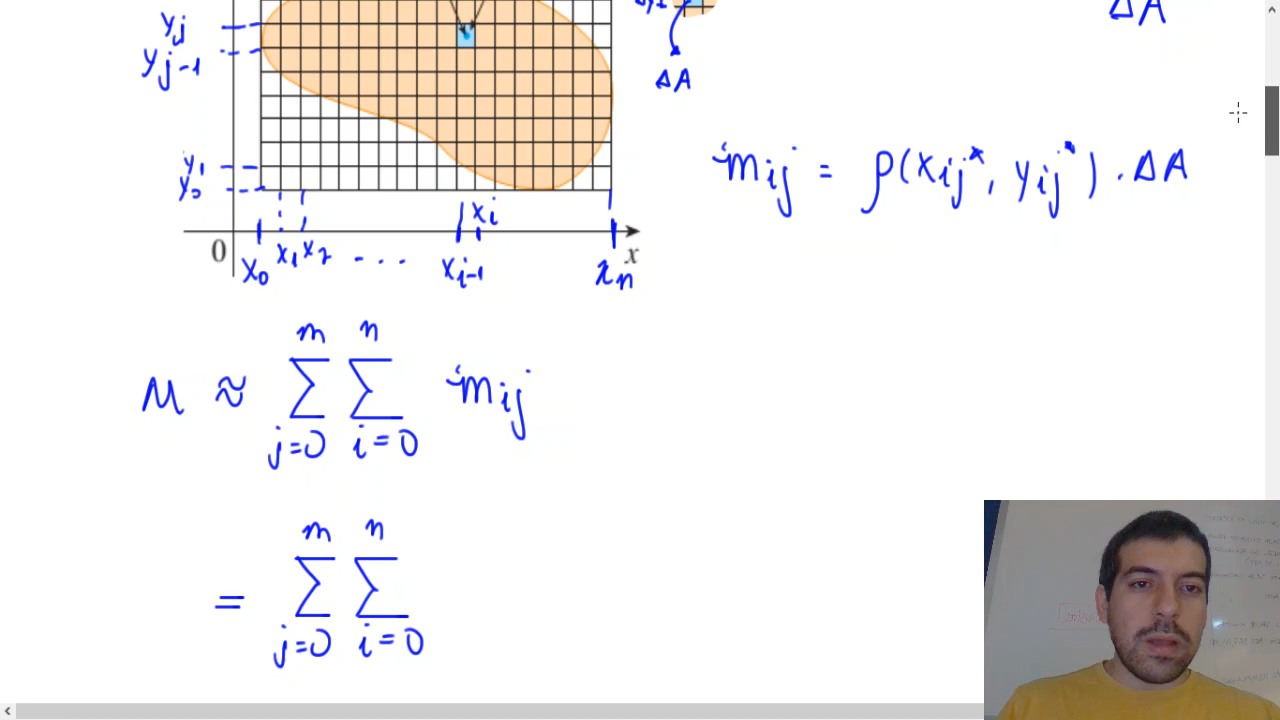 yj
yj-1
ΔA
ΔA
mij = ρ(xij*, yij*) . ΔA
y1
y0
0
x0 x1 x2 ... xi-1 xi xn
x
M ≈ m∑j=0 n∑i=0 mij
= m∑j=0 n∑i=0